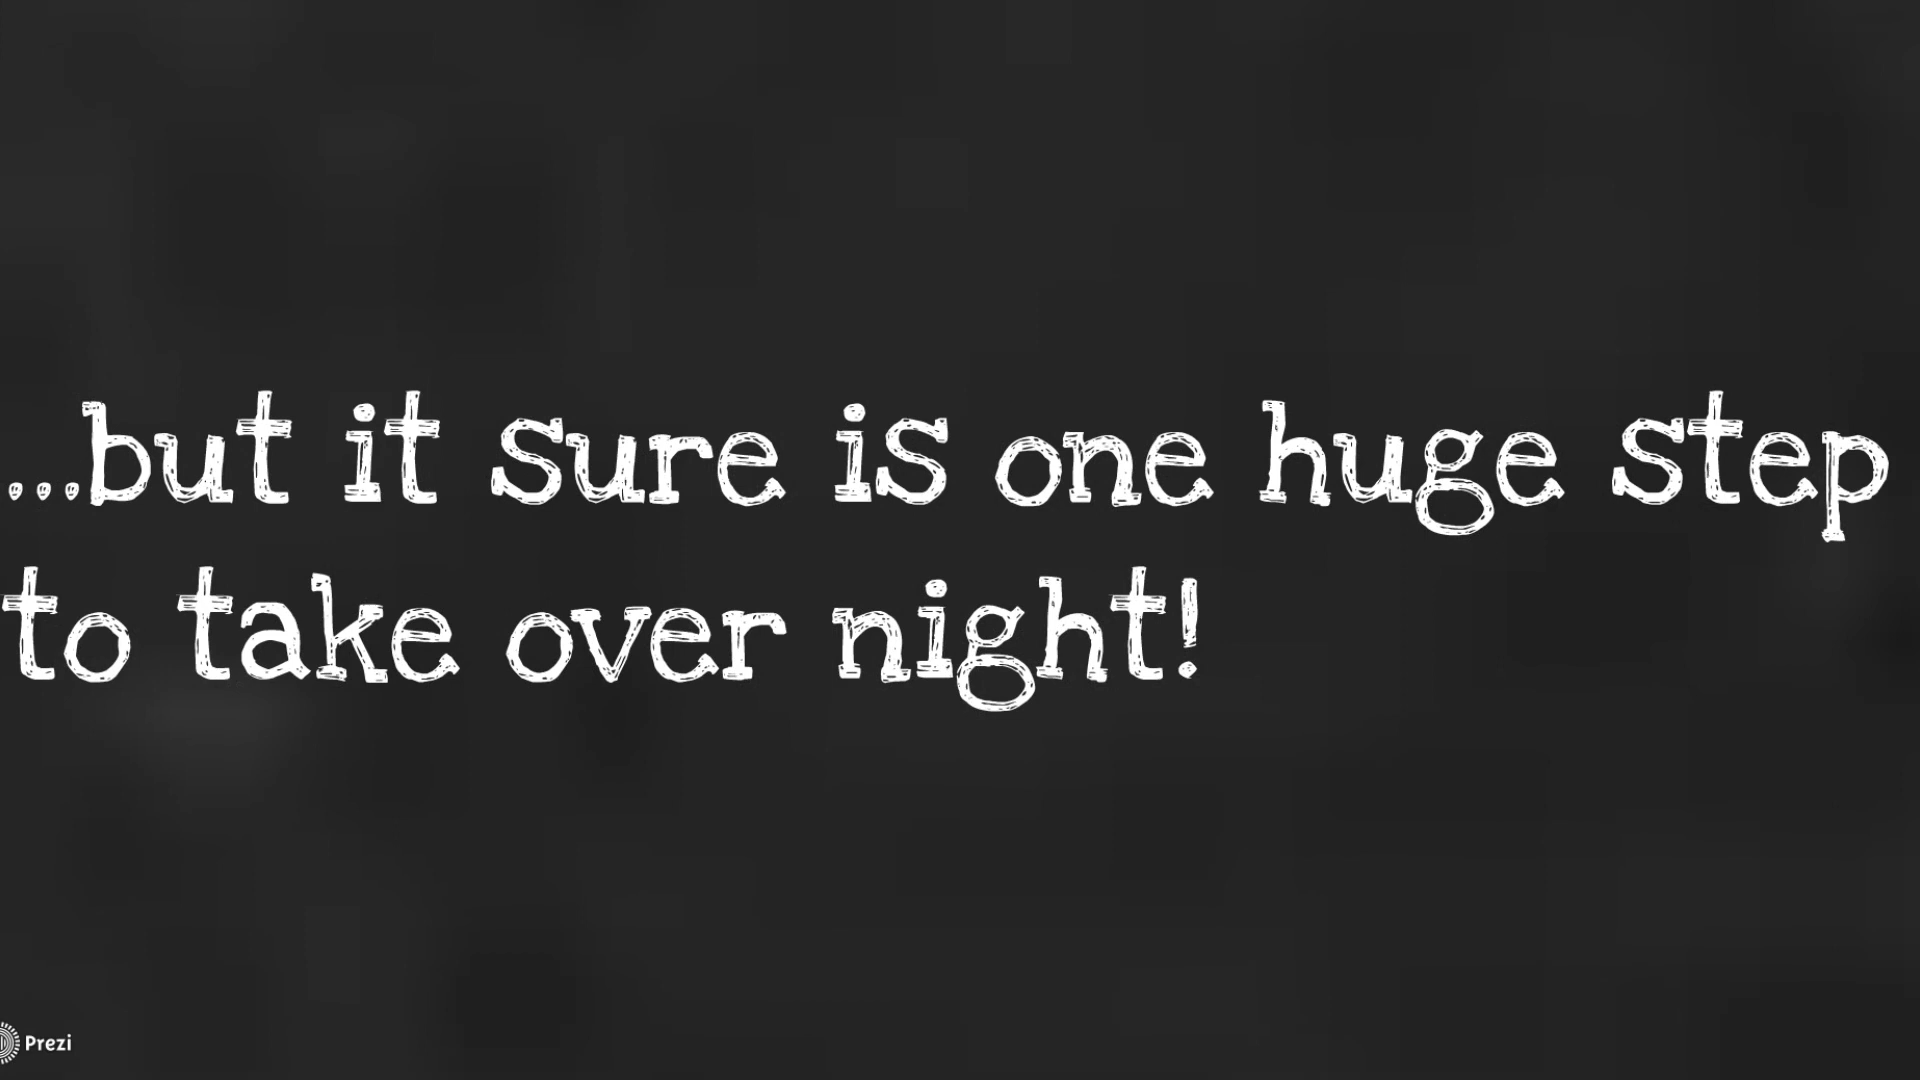 ...but it sure is one huge step
to take over night!
Prezi